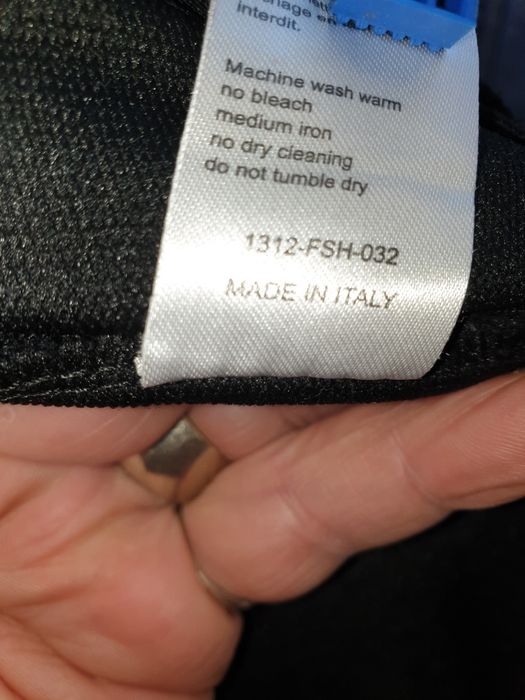 interdit.
Machine wash warm
no bleach
medium iron
no dry cleaning
do not tumble dry
1312-FSH-032
MADE IN ITALY